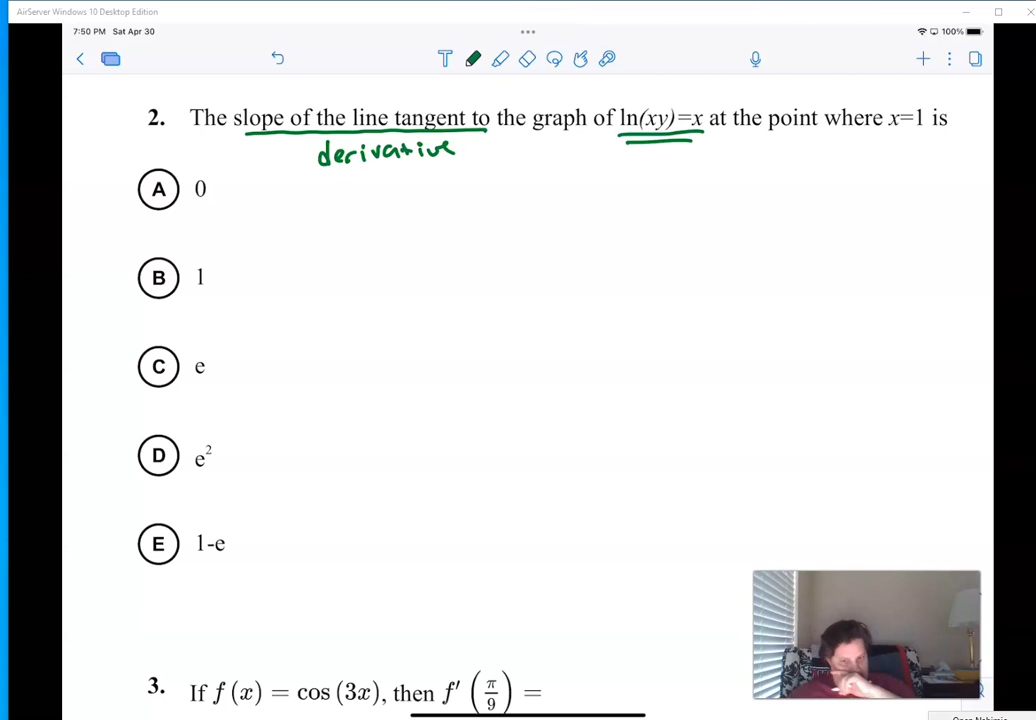 AirServer Windows 10 Desktop Edition
7:50 PM Sat Apr 30
100%
2. The slope of the line tangent to the graph of ln(xy)=x at the point where x=1 is
derivative
A 0
B 1
C e
D e²
E 1-e
3. If f (x) = cos (3x), then f′ (π/9) =